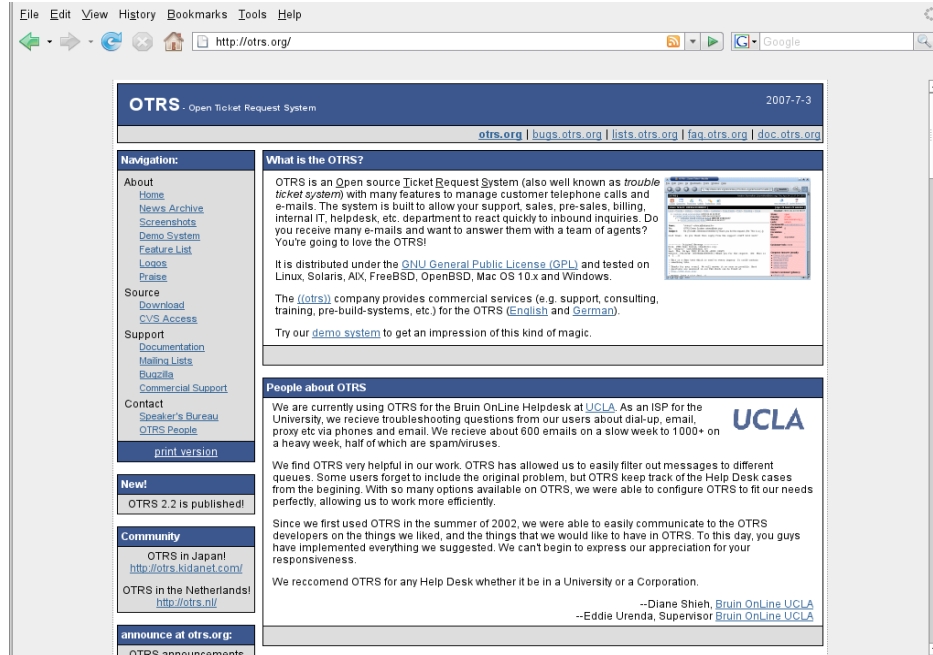 File Edit View History Bookmarks Tools Help
http://otrs.org/
G Google
OTRS - Open Ticket Request System
2007-7-3
otrs.org | bugs.otrs.org | lists.otrs.org | faq.otrs.org | doc.otrs.org
Navigation:
About
Home
News Archive
Screenshots
Demo System
Feature List
Logos
Praise
Source
Download
CVS Access
Support
Documentation
Mailing Lists
Bugzilla
Commercial Support
Contact
Speaker's Bureau
OTRS People
print version
New!
OTRS 2.2 is published!
Community
OTRS in Japan!
http://otrs.kidanet.com/
OTRS in the Netherlands!
http://otrs.nl/
announce at otrs.org:
OTRS announcements
What is the OTRS?
OTRS is an Open source Ticket Request System (also well known as trouble
ticket system) with many features to manage customer telephone calls and
e-mails. The system is built to allow your support, sales, pre-sales, billing,
internal IT, helpdesk, etc. department to react quickly to inbound inquiries. Do
you receive many e-mails and want to answer them with a team of agents?
You're going to love the OTRS!
It is distributed under the GNU General Public License (GPL) and tested on
Linux, Solaris, AIX, FreeBSD, OpenBSD, Mac OS 10.x and Windows.
The ((otrs)) company provides commercial services (e.g. support, consulting,
training, pre-build-systems, etc.) for the OTRS (English and German).
Try our demo system to get an impression of this kind of magic.
People about OTRS
We are currently using OTRS for the Bruin OnLine Helpdesk at UCLA. As an ISP for the
University, we recieve troubleshooting questions from our users about dial-up, email,
proxy etc via phones and email. We recieve about 600 emails on a slow week to 1000+ on
a heavy week, half of which are spam/viruses.
UCLA
We find OTRS very helpful in our work. OTRS has allowed us to easily filter out messages to different
queues. Some users forget to include the original problem, but OTRS keep track of the Help Desk cases
from the begining. With so many options available on OTRS, we were able to configure OTRS to fit our needs
perfectly, allowing us to work more efficiently.
Since we first used OTRS in the summer of 2002, we were able to easily communicate to the OTRS
developers on the things we liked, and the things that we would like to have in OTRS. To this day, you guys
have implemented everything we suggested. We can't begin to express our appreciation for your
responsiveness.
We reccomend OTRS for any Help Desk whether it be in a University or a Corporation.
--Diane Shieh, Bruin OnLine UCLA
--Eddie Urenda, Supervisor Bruin OnLine UCLA